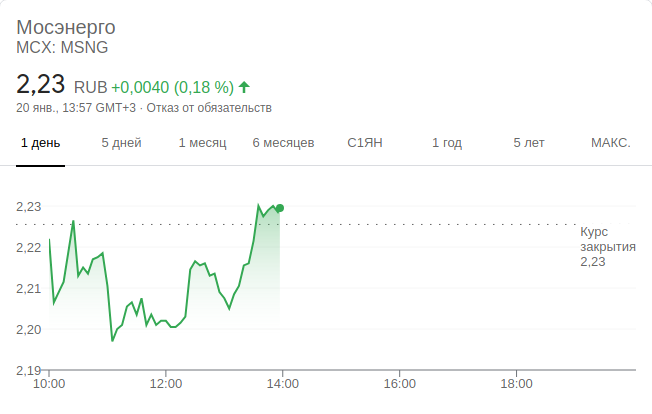 Мосэнерго
MCX: MSNG
2,23 RUB +0,0040 (0,18 %)
20 янв., 13:57 GMT+3 · Отказ от обязательств
1 день 5 дней 1 месяц 6 месяцев С1ЯН 1 год 5 лет МАКС.
2,23
Курс
закрытия
2,23
2,22
2,21
2,20
2,19
10:00 12:00 14:00 16:00 18:00